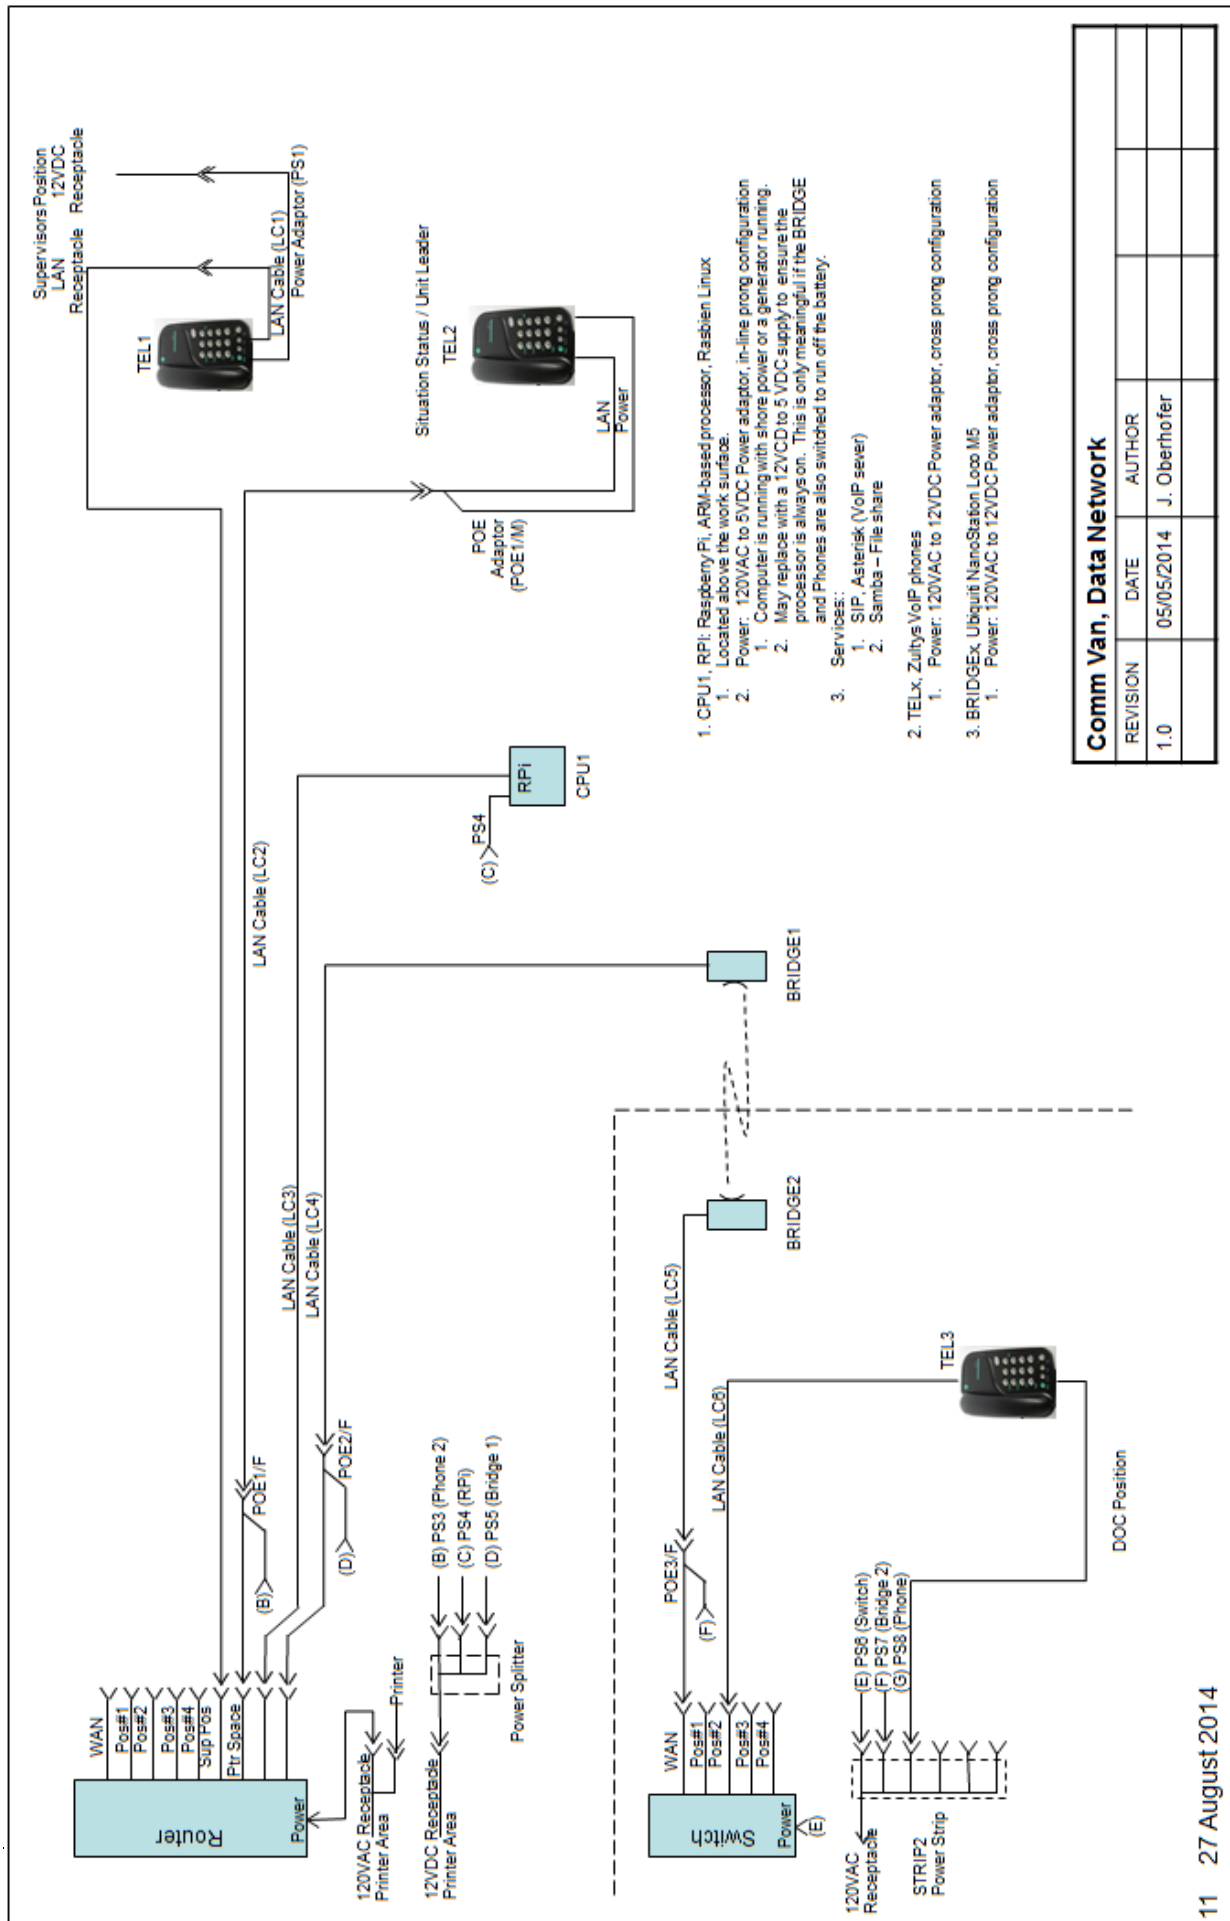 Supervisors Position
LAN
Receptacle
12VDC
Receptacle
TEL1
LAN Cable (LC1)
Power Adaptor (PS1)
Situation Status / Unit Leader
TEL2
LAN
Power
POE
Adaptor
(POE1/M)
LAN Cable (LC2)
RPi
CPU1
(C)
PS4
LAN Cable (LC3)
LAN Cable (LC4)
BRIDGE1
POE1/F
(B)
POE2/F
(D)
Router
WAN
Pos#1
Pos#2
Pos#3
Pos#4
Sup Pos
Ptr Space
Power
120VAC Receptacle
Printer Area
Printer
12VDC Receptacle
Printer Area
(B) PS3 (Phone 2)
(C) PS4 (RPi)
(D) PS5 (Bridge 1)
Power Splitter
BRIDGE2
LAN Cable (LC5)
LAN Cable (LC6)
POE3/F
(F)
TEL3
DOC Position
Switch
WAN
Pos#1
Pos#2
Pos#3
Pos#4
Power
(E)
120VAC
Receptacle
(E) PS6 (Switch)
(F) PS7 (Bridge 2)
(G) PS8 (Phone)
STRIP2
Power Strip
1. CPU1, RPI: Raspberry Pi, ARM-based processor, Rasbien Linux
1. Located above the work surface.
2. Power: 120VAC to 5VDC Power adaptor, in-line prong configuration
1. Computer is running with shore power or a generator running.
2. May replace with a 12VCD to 5 VDC supply to ensure the
processor is always on. This is only meaningful if the BRIDGE
and Phones are also switched to run off the battery.
3. Services::
1. SIP, Asterisk (VoIP sever)
2. Samba – File share
2. TELx, Zultys VoIP phones
1. Power: 120VAC to 12VDC Power adaptor, cross prong configuration
3. BRIDGEx, Ubiquiti NanoStation Loco M5
1. Power: 120VAC to 12VDC Power adaptor, cross prong configuration
Comm Van, Data Network
REVISION DATE AUTHOR
1.0 05/05/2014 J. Oberhofer
11 27 August 2014